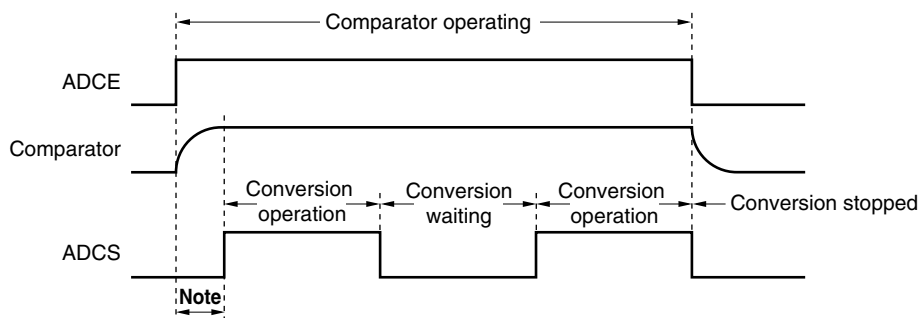 Comparator operating
ADCE
Comparator
Conversion operation
Conversion waiting
Conversion operation
Conversion stopped
ADCS
Note